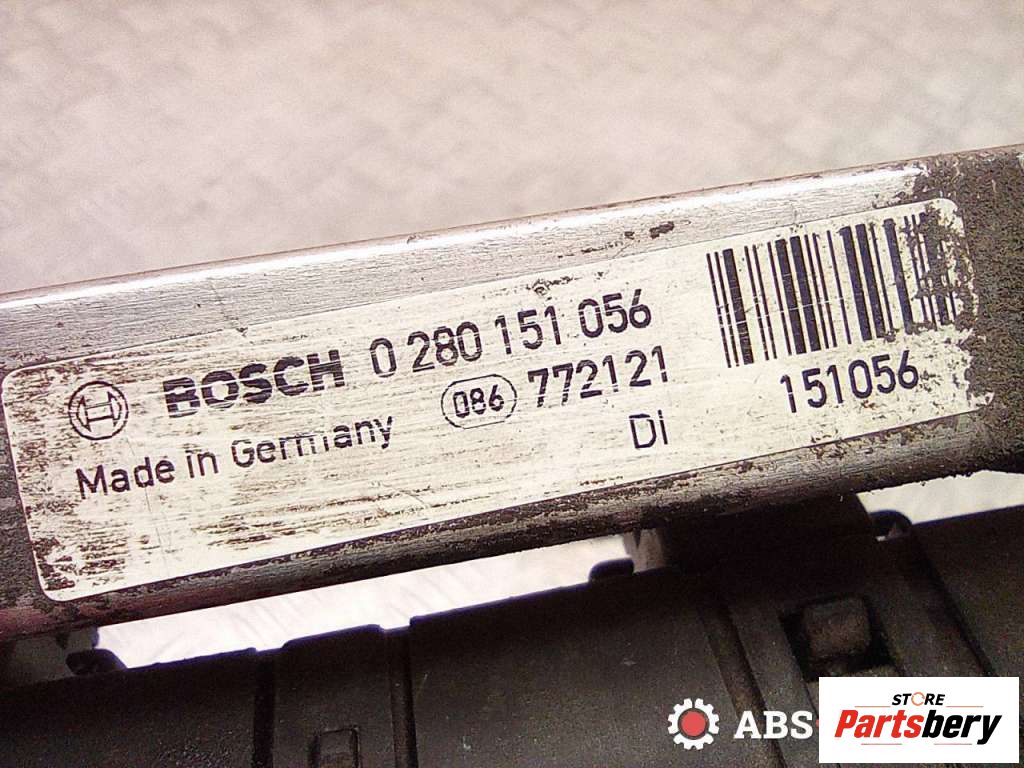 BOSCH 0 280 151 056
Made in Germany 086 772121
Di
151056
ABS
STORE
Partsbery